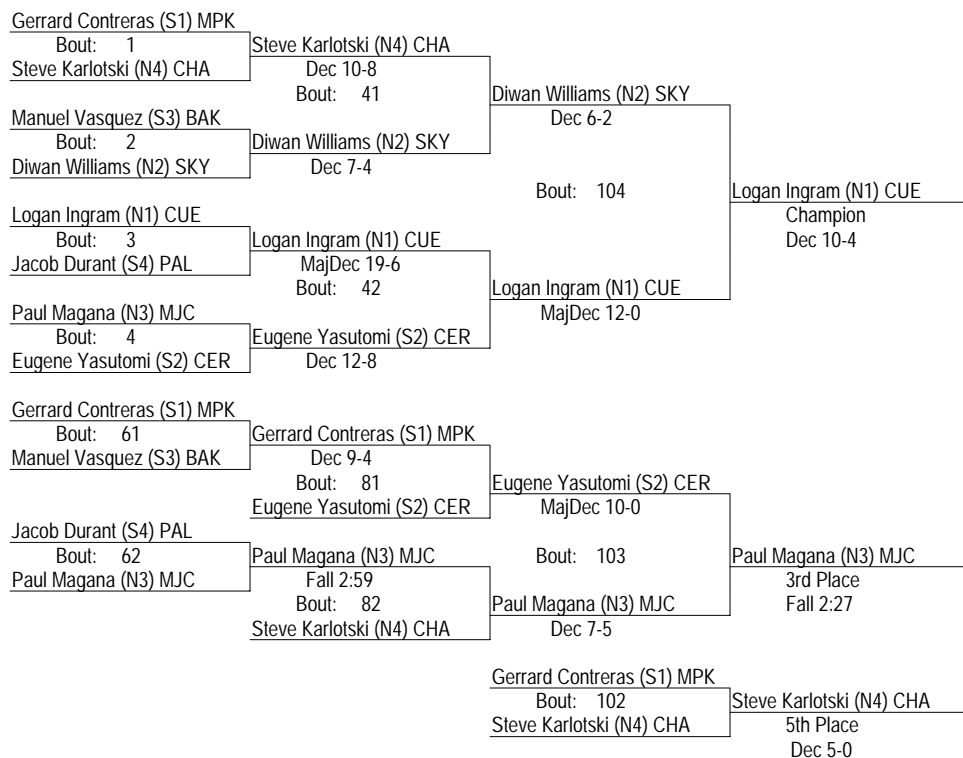 Gerrard Contreras (S1) MPK
Bout: 1
Steve Karlotski (N4) CHA
Steve Karlotski (N4) CHA
Dec 10-8
Bout: 41
Manuel Vasquez (S3) BAK
Bout: 2
Diwan Williams (N2) SKY
Diwan Williams (N2) SKY
Dec 7-4
Diwan Williams (N2) SKY
Dec 6-2
Bout: 104
Logan Ingram (N1) CUE
Champion
Dec 10-4
Logan Ingram (N1) CUE
Bout: 3
Jacob Durant (S4) PAL
Logan Ingram (N1) CUE
MajDec 19-6
Bout: 42
Logan Ingram (N1) CUE
MajDec 12-0
Paul Magana (N3) MJC
Bout: 4
Eugene Yasutomi (S2) CER
Eugene Yasutomi (S2) CER
Dec 12-8
Gerrard Contreras (S1) MPK
Bout: 61
Manuel Vasquez (S3) BAK
Gerrard Contreras (S1) MPK
Dec 9-4
Bout: 81
Eugene Yasutomi (S2) CER
Eugene Yasutomi (S2) CER
MajDec 10-0
Jacob Durant (S4) PAL
Bout: 62
Paul Magana (N3) MJC
Paul Magana (N3) MJC
Fall 2:59
Bout: 82
Steve Karlotski (N4) CHA
Bout: 103
Paul Magana (N3) MJC
Dec 7-5
Paul Magana (N3) MJC
3rd Place
Fall 2:27
Gerrard Contreras (S1) MPK
Bout: 102
Steve Karlotski (N4) CHA
Steve Karlotski (N4) CHA
5th Place
Dec 5-0